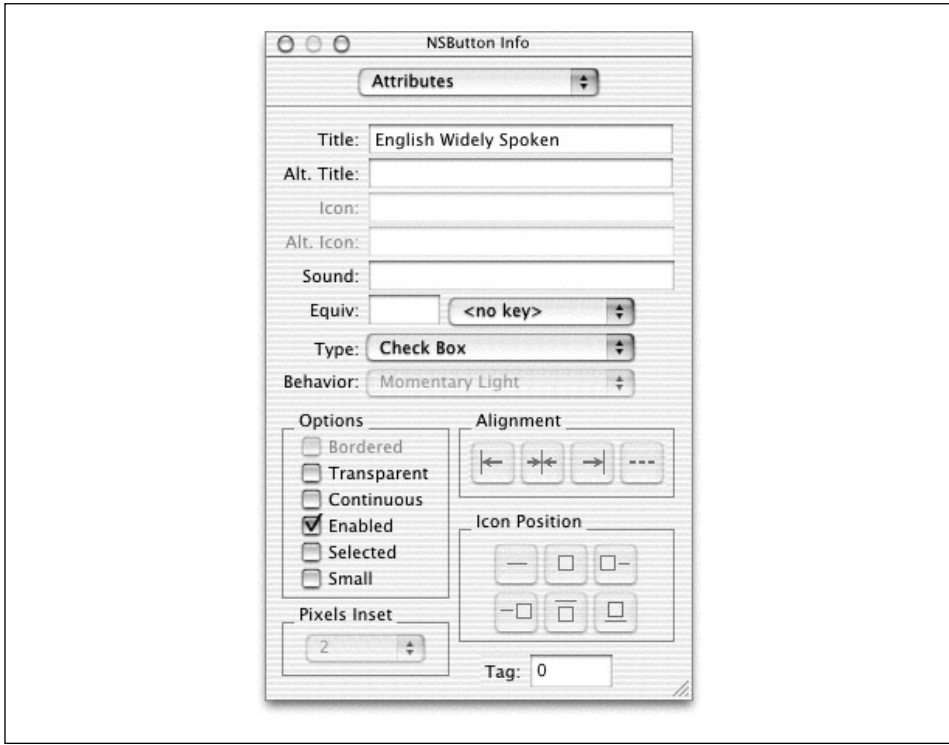 NSButton Info
Attributes
Title: English Widely Spoken
Alt. Title:
Icon:
Alt. Icon:
Sound:
Equiv: <no key>
Type: Check Box
Behavior: Momentary Light
Options
Bordered
Transparent
Continuous
Enabled
Selected
Small
Pixels Inset
2
Alignment
Icon Position
Tag: 0